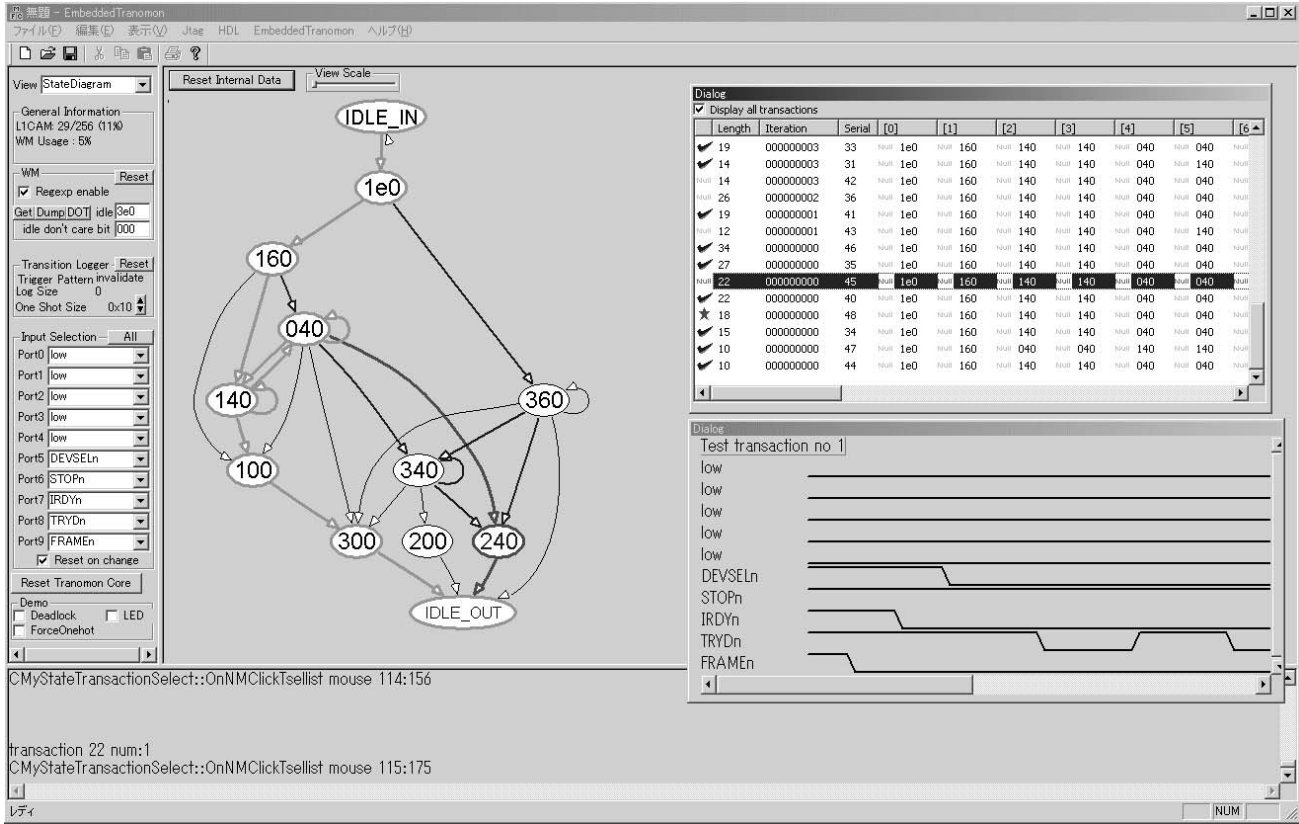 無題 - EmbeddedTranomon
ファイル(F) 編集(E) 表示(V) Jtag HDL EmbeddedTranomon ヘルプ(H)
View StateDiagram
General Information
L1CAM: 29/256 (11%)
WM Usage : 5%
WM Reset
Regexp enable
Get Dump DOT idle 3e0
idle don't care bit 000
Transition Logger Reset
Trigger Pattern invalidate
Log Size 0
One Shot Size 0x10
Input Selection All
Port0 low
Port1 low
Port2 low
Port3 low
Port4 low
Port5 DEVSELn
Port6 STOPn
Port7 IRDYn
Port8 TRYDn
Port9 FRAMEn
Reset on change
Reset Tranomon Core
Demo
Deadlock LED
ForceOnehot
Reset Internal Data
View Scale
IDLE_IN
1e0
160
040
140
360
100
340
300
200
240
IDLE_OUT
Dialog
Display all transactions
Length Iteration Serial [0] [1] [2] [3] [4] [5] [6
19 000000003 33 Null 1e0 Null 160 Null 140 Null 140 Null 040 Null 040 Null
14 000000003 31 Null 1e0 Null 160 Null 140 Null 140 Null 040 Null 040 Null
Null 14 000000003 42 Null 1e0 Null 160 Null 140 Null 140 Null 040 Null 040 Null
Null 26 000000002 36 Null 1e0 Null 160 Null 140 Null 140 Null 040 Null 040 Null
19 000000001 41 Null 1e0 Null 160 Null 140 Null 140 Null 040 Null 040 Null
Null 12 000000001 43 Null 1e0 Null 160 Null 140 Null 140 Null 040 Null 040 Null
34 000000000 46 Null 1e0 Null 160 Null 140 Null 140 Null 040 Null 040 Null
27 000000000 35 Null 1e0 Null 160 Null 140 Null 140 Null 040 Null 040 Null
Null 22 000000000 45 Null 1e0 Null 160 Null 140 Null 140 Null 040 Null 040 Null
22 000000000 40 Null 1e0 Null 160 Null 140 Null 140 Null 040 Null 040 Null
18 000000000 48 Null 1e0 Null 160 Null 140 Null 140 Null 040 Null 040 Null
15 000000000 34 Null 1e0 Null 160 Null 140 Null 140 Null 040 Null 040 Null
10 000000000 47 Null 1e0 Null 160 Null 040 Null 040 Null 140 Null 140 Null
10 000000000 44 Null 1e0 Null 160 Null 140 Null 140 Null 040 Null 040 Null
Dialog
Test transaction no 1
low
low
low
low
low
DEVSELn
STOPn
IRDYn
TRYDn
FRAMEn
CMyStateTransactionSelect::OnNMClickTsellist mouse 114:156
transaction 22 num:1
CMyStateTransactionSelect::OnNMClickTsellist mouse 115:175
レディ
NUM